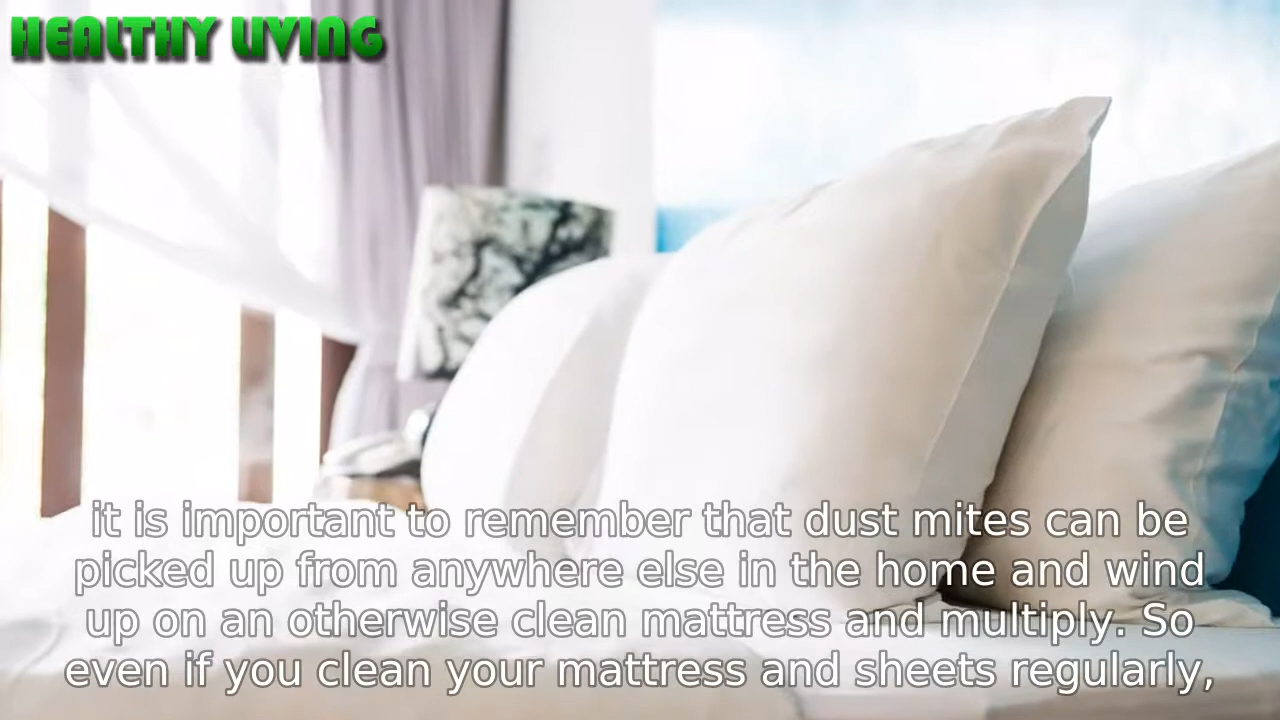 HEALTHY LIVING
it is important to remember that dust mites can be
picked up from anywhere else in the home and wind
up on an otherwise clean mattress and multiply. So
even if you clean your mattress and sheets regularly,